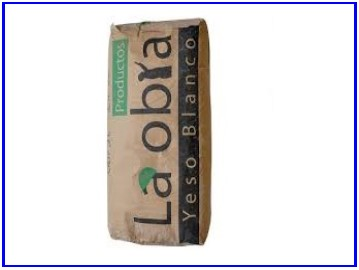 Productos
La obra
Yeso Blanco